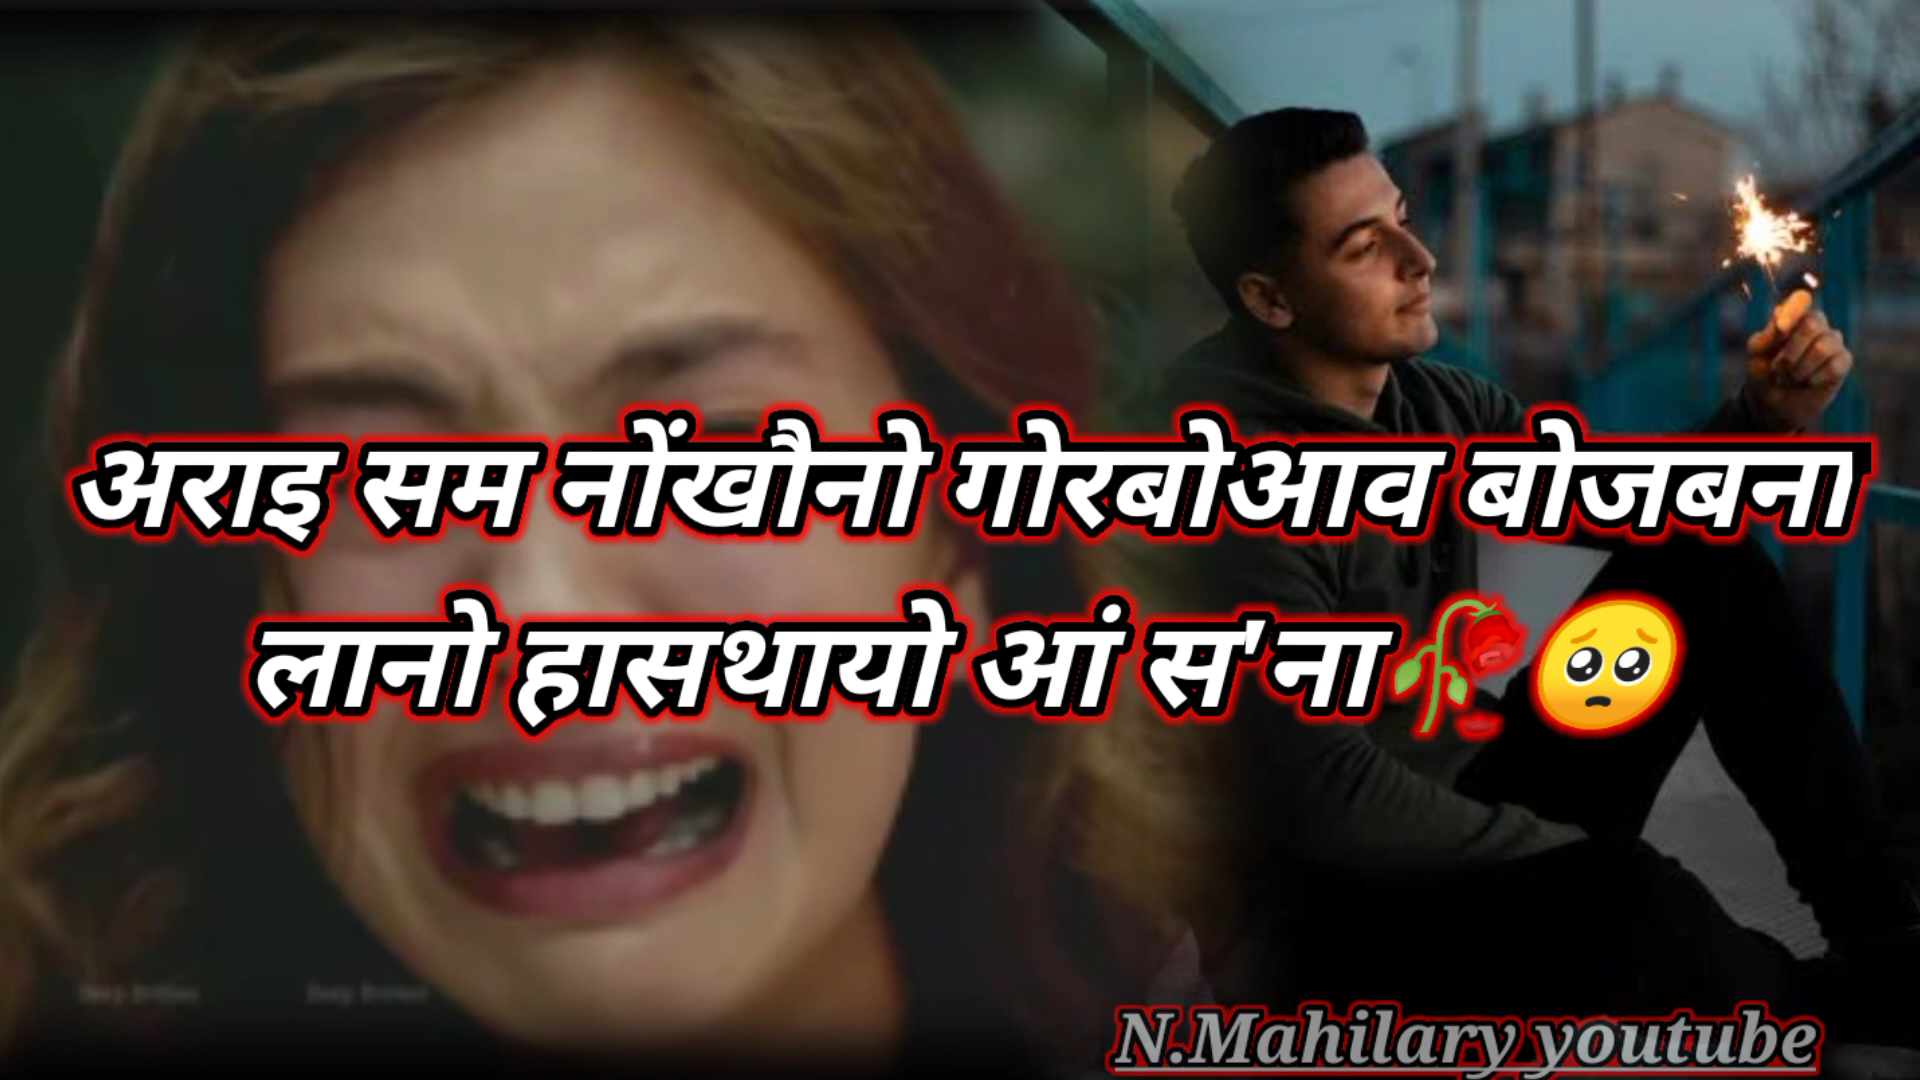 अराइ सम नोंखौनो गोरबोआव बोजबना
लानो हासथायो आं स'ना🥀🥺
N.Mahilary youtube